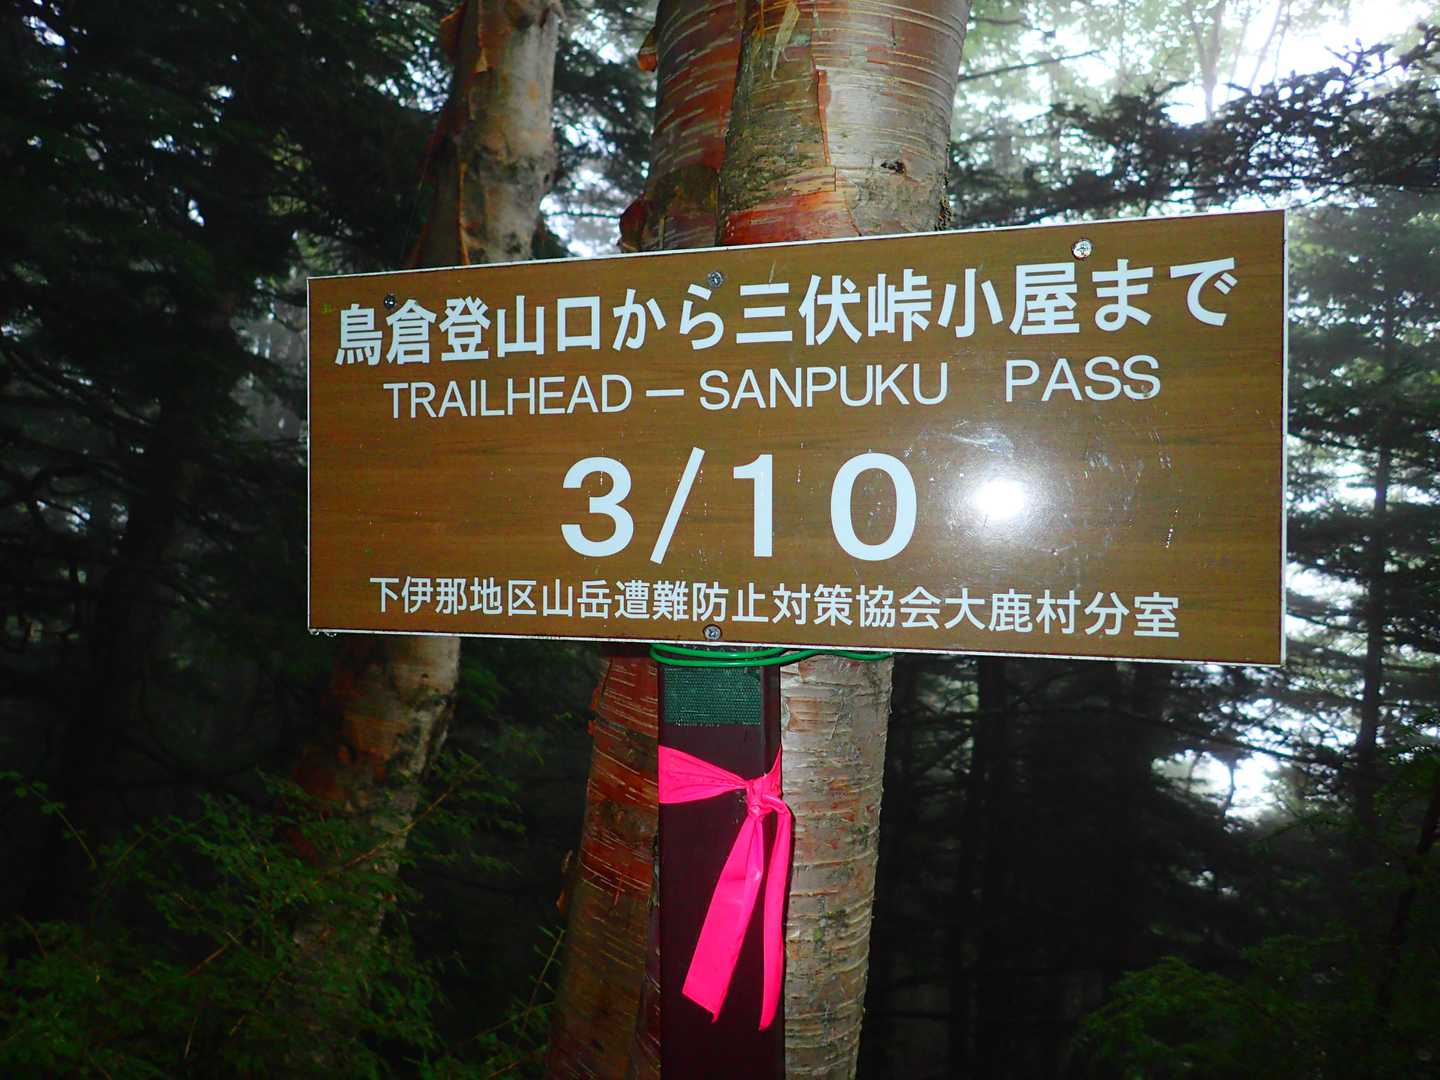 鳥倉登山口から三伏峠小屋まで
TRAILHEAD－SANPUKU PASS
3/10
下伊那地区山岳遭難防止対策協会大鹿村分室